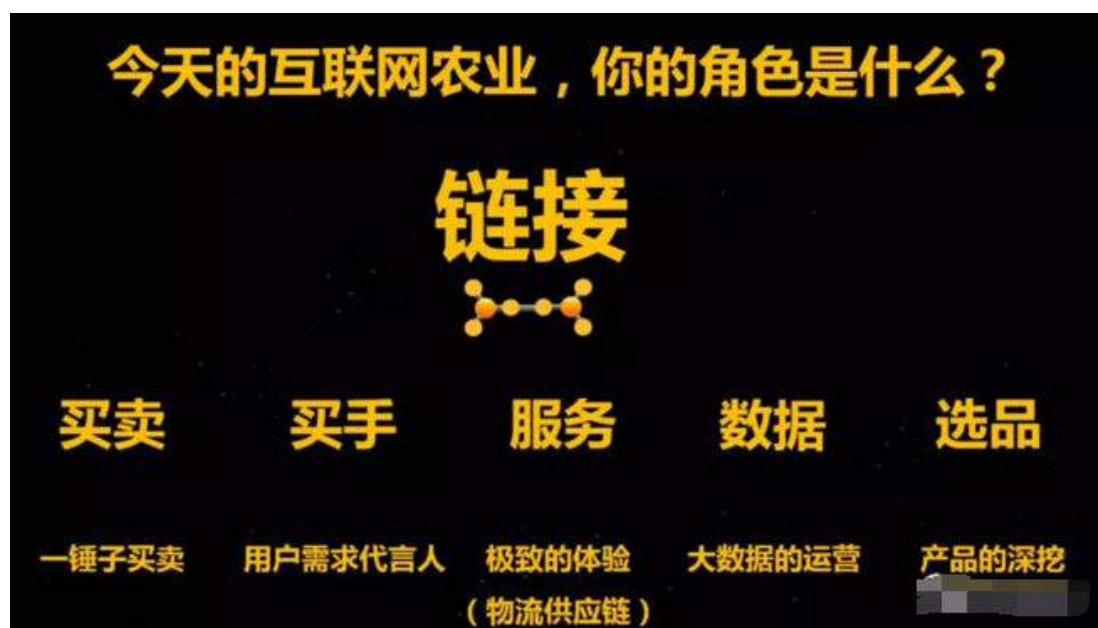 今天的互联网农业，你的角色是什么？
链接
买卖 买手 服务 数据 选品
一锤子买卖 用户需求代言人 极致的体验 大数据的运营 产品的深挖
（物流供应链）